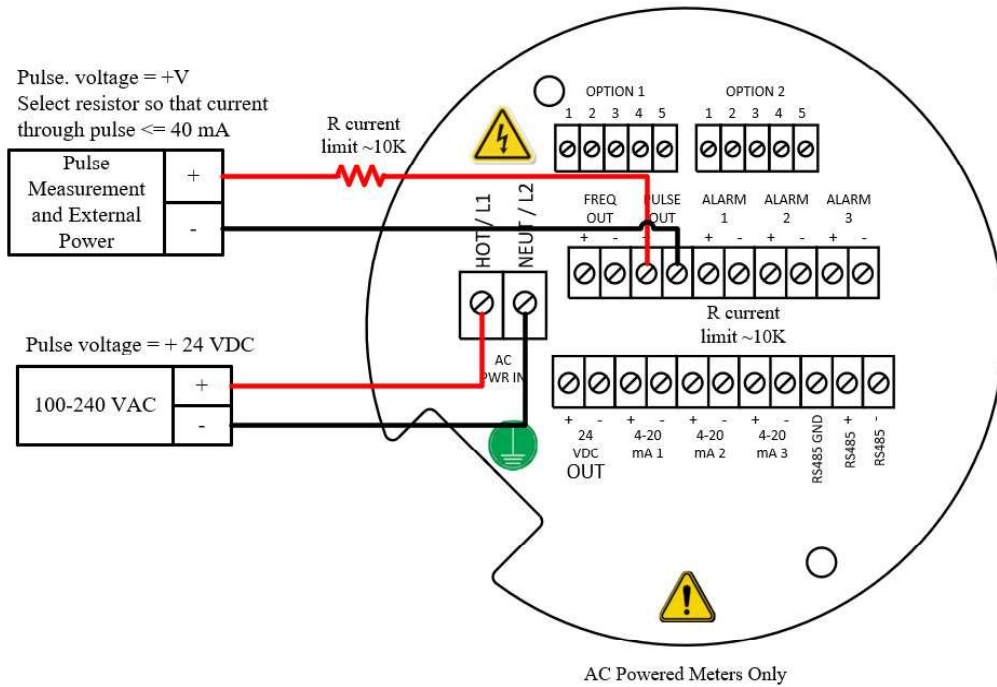 Pulse. voltage = +V
Select resistor so that current
through pulse <= 40 mA
Pulse
Measurement
and External
Power
+
-
R current
limit ~10K
OPTION 1
1 2 3 4 5
OPTION 2
1 2 3 4 5
HOT / L1
NEUT / L2
FREQ
OUT
PULSE
OUT
ALARM
1
ALARM
2
ALARM
3
+ - + + - + - + -
R current
limit ~10K
AC
PWR IN
Pulse voltage = + 24 VDC
100-240 VAC
+
-
+ - + - + - + -
24
VDC
OUT
4-20
mA 1
4-20
mA 2
4-20
mA 3
RS485 GND
RS485 +
RS485 -
AC Powered Meters Only